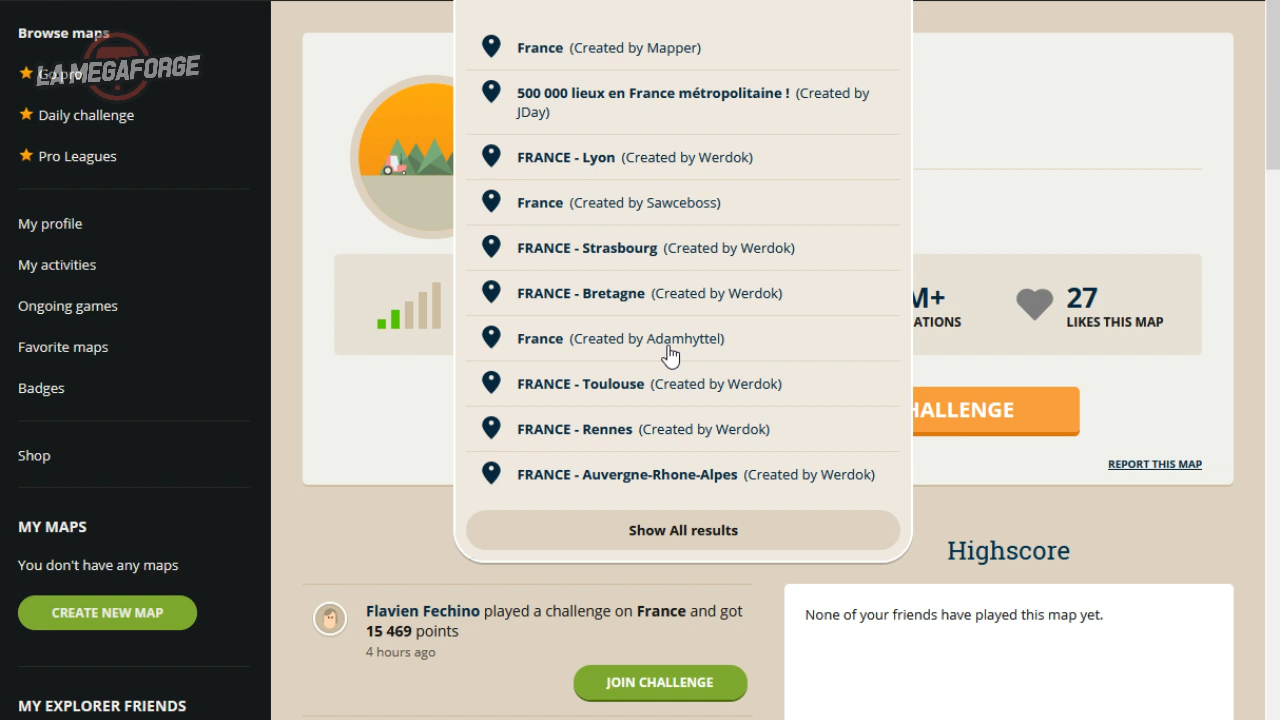 Browse maps
LA MEGAFORGE
Go pro
Daily challenge
Pro Leagues
My profile
My activities
Ongoing games
Favorite maps
Badges
Shop
MY MAPS
You don't have any maps
CREATE NEW MAP
MY EXPLORER FRIENDS
France (Created by Mapper)
500 000 lieux en France métropolitaine ! (Created by
JDay)
FRANCE - Lyon (Created by Werdok)
France (Created by Sawceboss)
FRANCE - Strasbourg (Created by Werdok)
FRANCE - Bretagne (Created by Werdok)
France (Created by Adamhyttel)
FRANCE - Toulouse (Created by Werdok)
FRANCE - Rennes (Created by Werdok)
FRANCE - Auvergne-Rhone-Alpes (Created by Werdok)
Show All results
M+
ATIONS
27
LIKES THIS MAP
HALLENGE
REPORT THIS MAP
Flavien Fechino played a challenge on France and got
15 469 points
4 hours ago
JOIN CHALLENGE
Highscore
None of your friends have played this map yet.